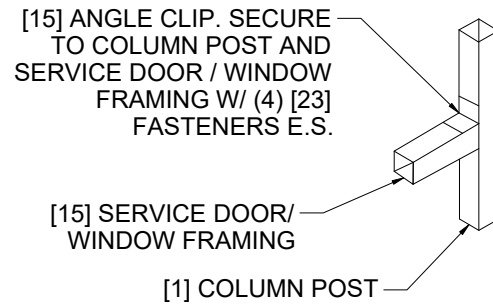 [15] ANGLE CLIP. SECURE
TO COLUMN POST AND
SERVICE DOOR / WINDOW
FRAMING W/ (4) [23]
FASTENERS E.S.
[15] SERVICE DOOR/
WINDOW FRAMING
[1] COLUMN POST